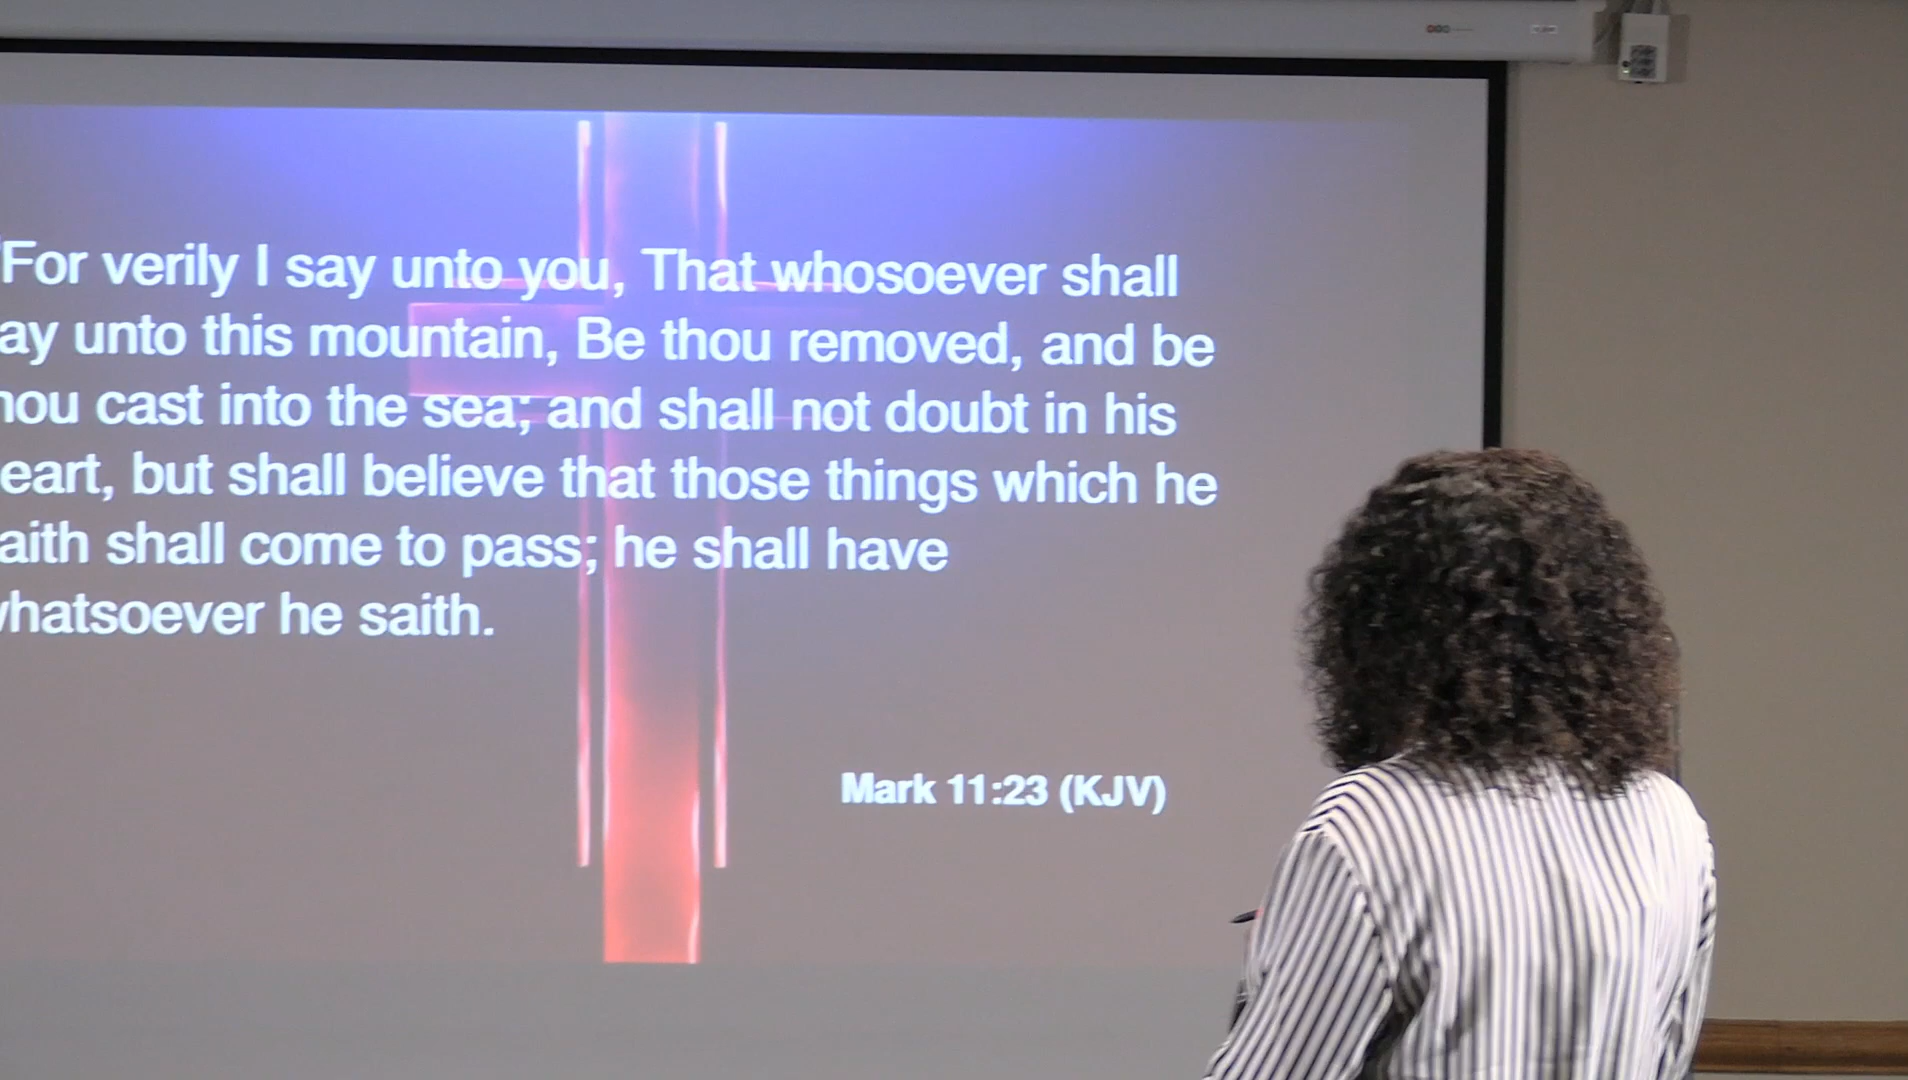 "For verily I say unto you, That whosoever shall
ay unto this mountain, Be thou removed, and be
hou cast into the sea; and shall not doubt in his
eart, but shall believe that those things which he
aith shall come to pass; he shall have
whatsoever he saith.
Mark 11:23 (KJV)